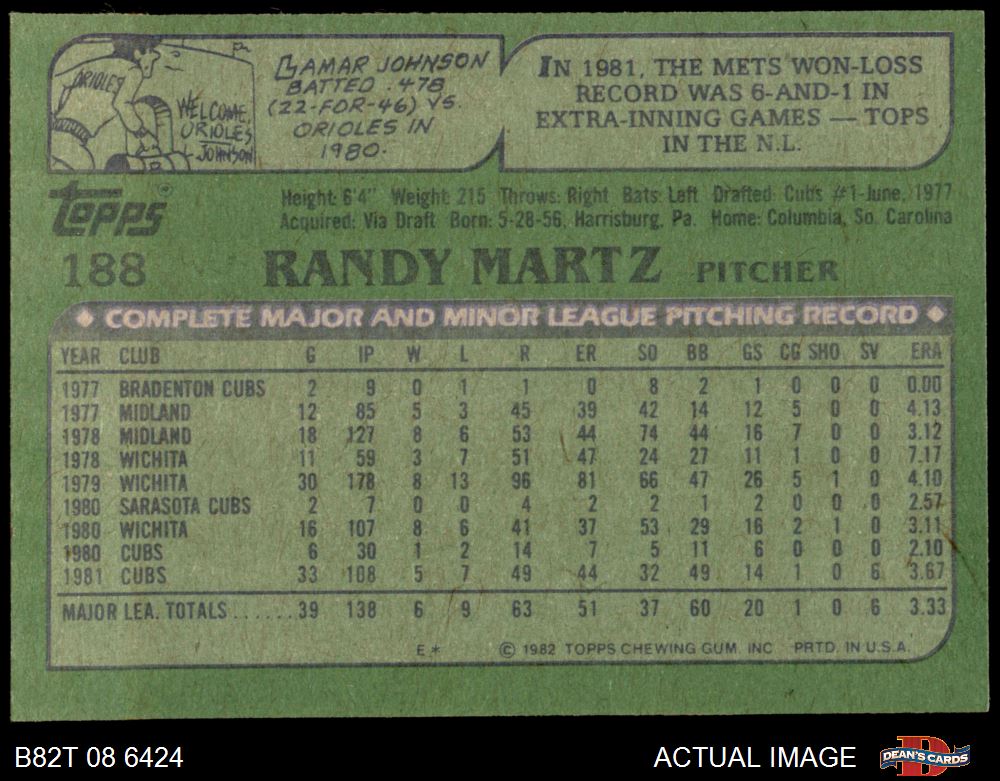 ORIOLES
WELCOME,
ORIOLES
JOHNSON
LAMAR JOHNSON
BATTED .478
(22-FOR-46) VS.
ORIOLES IN
1980.
IN 1981, THE METS WON-LOSS
RECORD WAS 6-AND-1 IN
EXTRA-INNING GAMES — TOPS
IN THE N.L.
Topps ®
Height: 6'4" Weight: 215 Throws: Right Bats: Left Drafted: Cubs #1-June, 1977
Acquired: Via Draft Born: 5-28-56, Harrisburg, Pa. Home: Columbia, So. Carolina
188 RANDY MARTZ PITCHER
♦ COMPLETE MAJOR AND MINOR LEAGUE PITCHING RECORD ♦
YEAR CLUB G IP W L R ER SO BB GS CG SHO SV ERA
1977 BRADENTON CUBS 2 9 0 1 1 0 8 2 1 0 0 0 0.00
1977 MIDLAND 12 85 5 3 45 39 42 14 12 5 0 0 4.13
1978 MIDLAND 18 127 8 6 53 44 74 44 16 7 0 0 3.12
1978 WICHITA 11 59 3 7 51 47 24 27 11 1 0 0 7.17
1979 WICHITA 30 178 8 13 96 81 66 47 26 5 1 0 4.10
1980 SARASOTA CUBS 2 7 0 0 4 2 2 1 2 0 0 0 2.57
1980 WICHITA 16 107 8 6 41 37 53 29 16 2 1 0 3.11
1980 CUBS 6 30 1 2 14 7 5 11 6 0 0 0 2.10
1981 CUBS 33 108 5 7 49 44 32 49 14 1 0 6 3.67
MAJOR LEA. TOTALS......39 138 6 9 63 51 37 60 20 1 0 6 3.33
E* © 1982 TOPPS CHEWING GUM, INC PRTD. IN U.S.A.
B82T 08 6424 ACTUAL IMAGE D DEAN'S CARDS